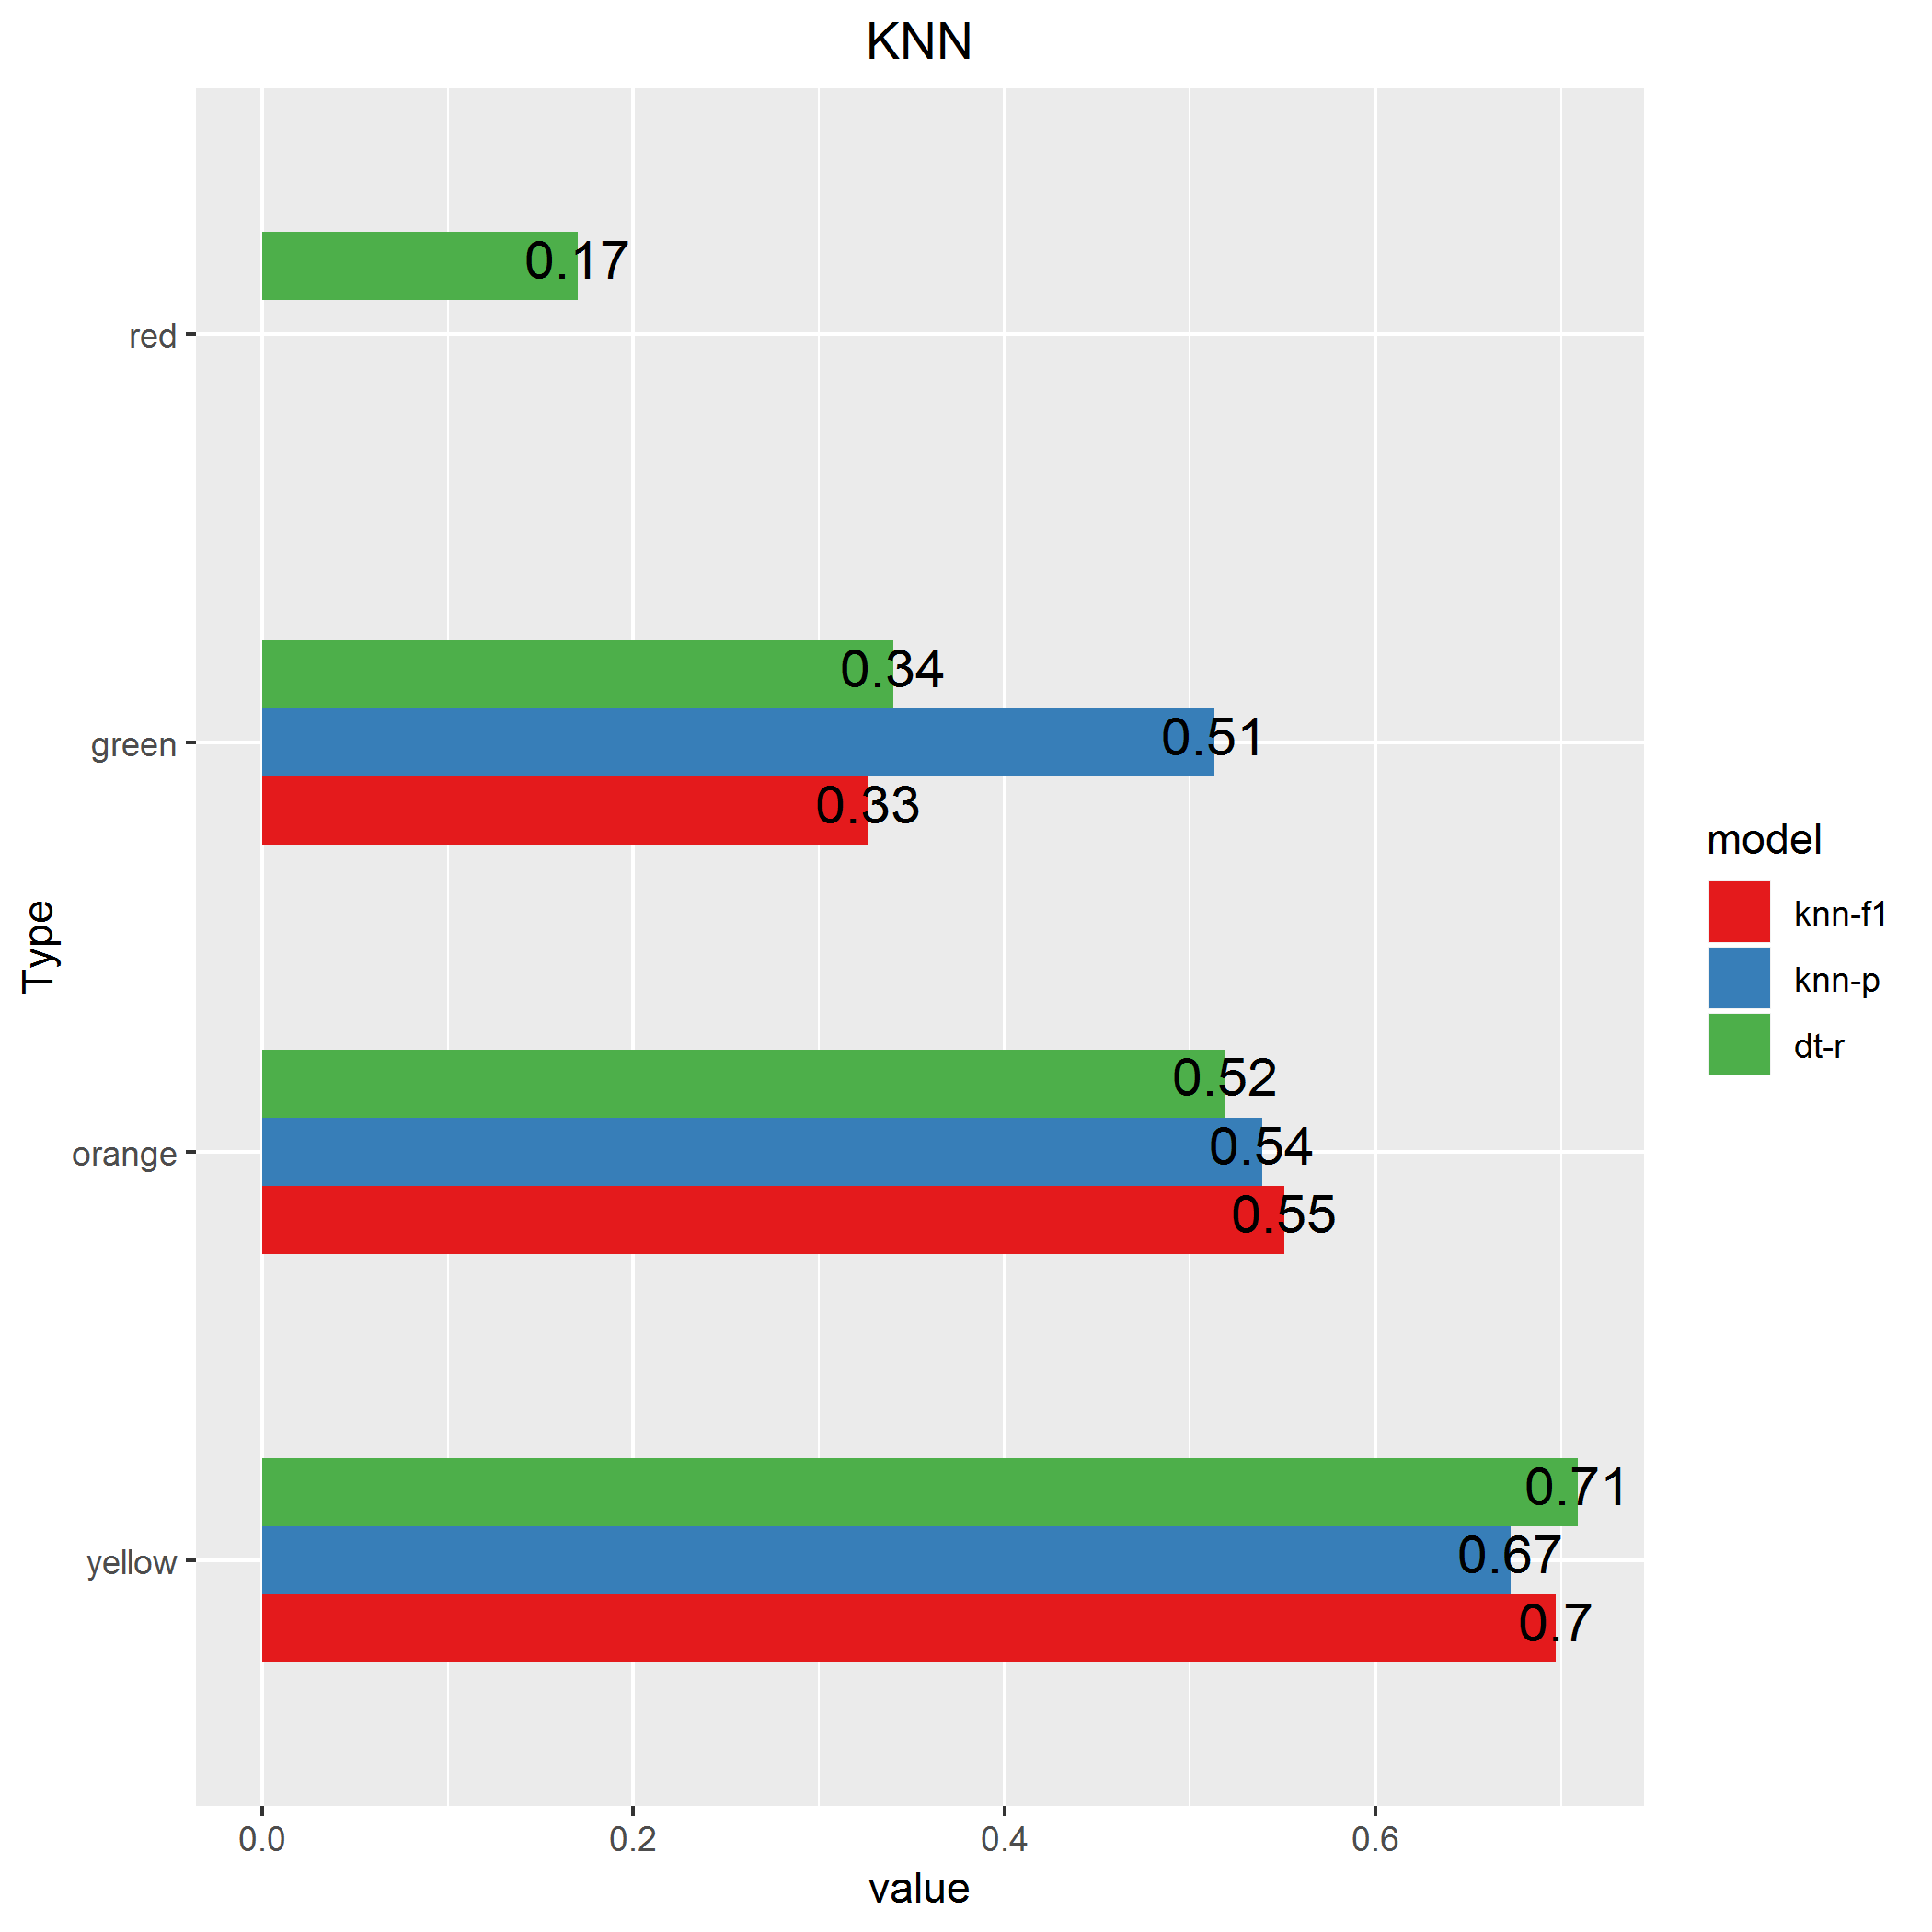 KNN
red
0.17
green
0.34
0.51
0.33
orange
0.52
0.54
0.55
yellow
0.71
0.67
0.7
0.0 0.2 0.4 0.6
value
Type
model
knn-f1
knn-p
dt-r